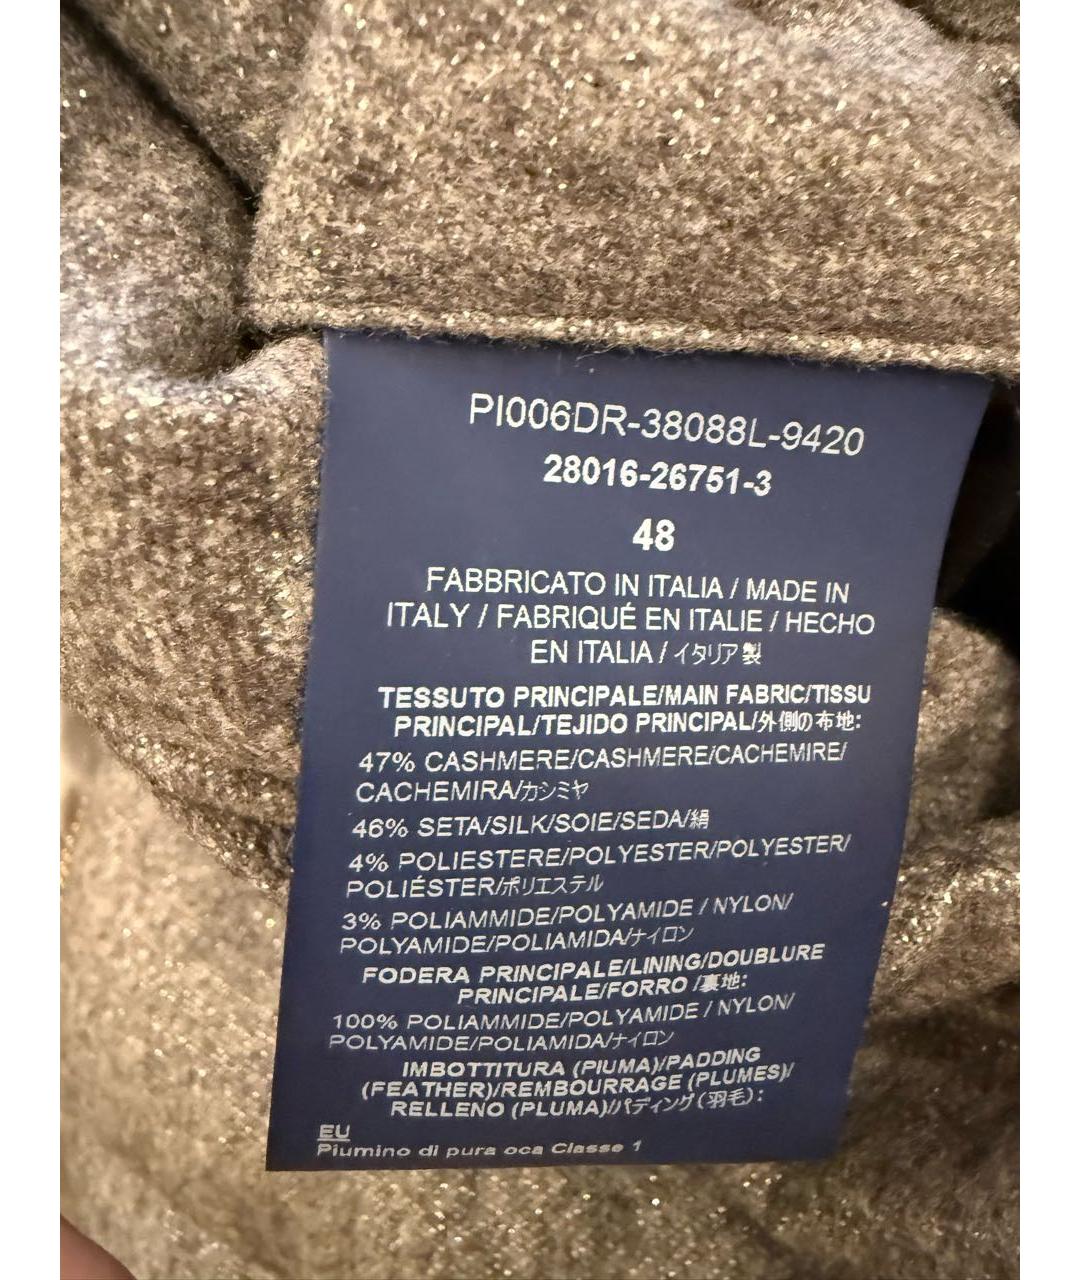 PI006DR-38088L-9420
28016-26751-3
48
FABBRICATO IN ITALIA / MADE IN
ITALY / FABRIQUÉ EN ITALIE / HECHO
EN ITALIA / イタリア製
TESSUTO PRINCIPALE/MAIN FABRIC/TISSU
PRINCIPAL/TEJIDO PRINCIPAL/外側の布地:
47% CASHMERE/CASHMERE/CACHEMIRE/
CACHEMIRA/カシミヤ
46% SETA/SILK/SOIE/SEDA/絹
4% POLIESTERE/POLYESTER/POLYESTER/
POLIÉSTER/ポリエステル
3% POLIAMMIDE/POLYAMIDE / NYLON/
POLYAMIDE/POLIAMIDA/ナイロン
FODERA PRINCIPALE/LINING/DOUBLURE
PRINCIPALE/FORRO /裏地:
100% POLIAMMIDE/POLYAMIDE / NYLON/
POLYAMIDE/POLIAMIDA/ナイロン
IMBOTTITURA (PIUMA)/PADDING
(FEATHER)/REMBOURRAGE (PLUMES)/
RELLENO (PLUMA)/パディング(羽毛):
EU
Piumino di pura oca Classe 1